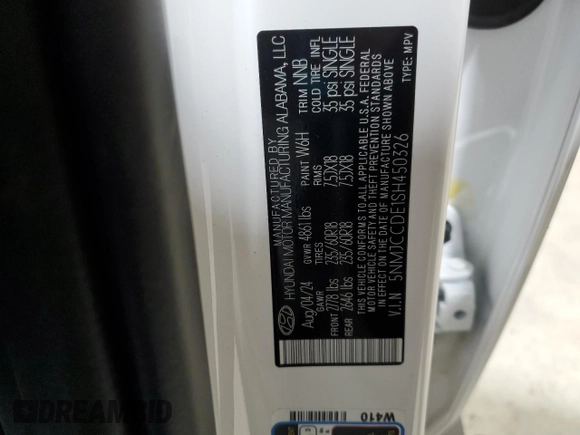 MANUFACTURED BY
HYUNDAI MOTOR MANUFACTURING ALABAMA, LLC
Aug/04/24 GVWR 4861 lbs PAINT W6H TRIM NNB
GAWR TIRES RIMS COLD TIRE INFL
FRONT 2778 lbs 235/60R18 7.5JX18 35 psi SINGLE
REAR 2646 lbs 235/60R18 7.5JX18 35 psi SINGLE
THIS VEHICLE CONFORMS TO ALL APPLICABLE U.S.A. FEDERAL
MOTOR VEHICLE SAFETY AND THEFT PREVENTION STANDARDS
IN EFFECT ON THE DATE OF MANUFACTURE SHOWN ABOVE
V.I.N 5NMJCCDE1SH450326 TYPE: MPV
W410
DREAMBID